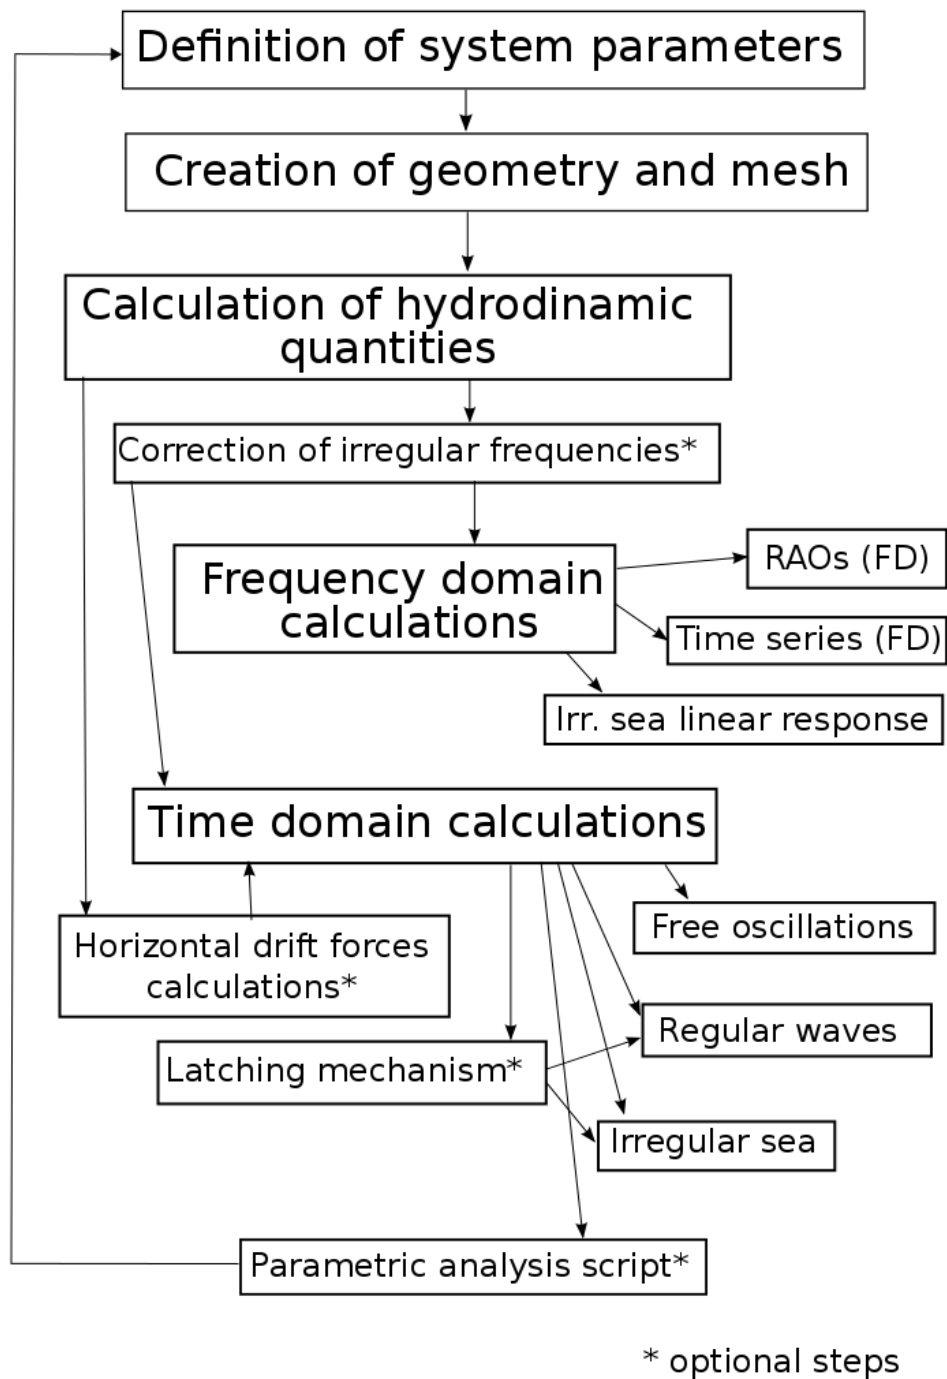 Definition of system parameters
Creation of geometry and mesh
Calculation of hydrodinamic
quantities
Correction of irregular frequencies*
Frequency domain
calculations
RAOs (FD)
Time series (FD)
Irr. sea linear response
Time domain calculations
Free oscillations
Horizontal drift forces
calculations*
Regular waves
Latching mechanism*
Irregular sea
Parametric analysis script*
* optional steps